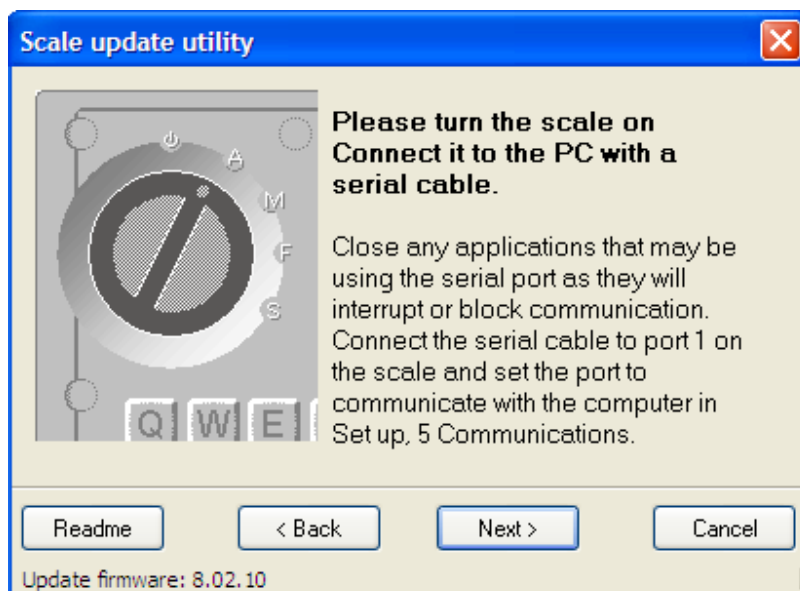 Scale update utility
Please turn the scale on
Connect it to the PC with a
serial cable.
A
M
F
S
Close any applications that may be
using the serial port as they will
interrupt or block communication.
Connect the serial cable to port 1 on
the scale and set the port to
communicate with the computer in
Set up, 5 Communications.
Q W E
Readme < Back Next > Cancel
Update firmware: 8.02.10